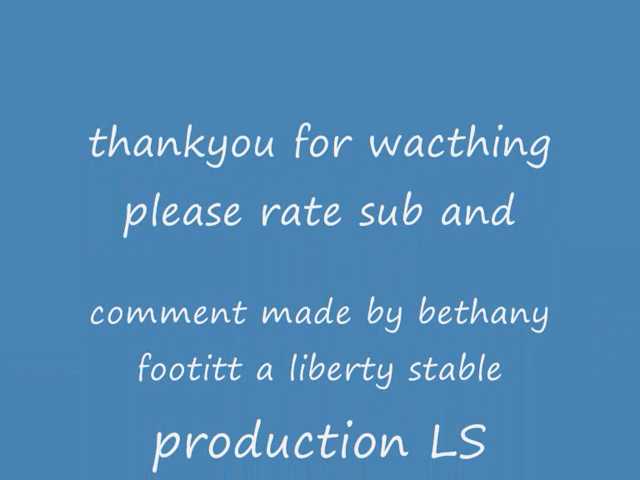 thankyou for wacthing
please rate sub and
comment made by bethany
footitt a liberty stable
production LS